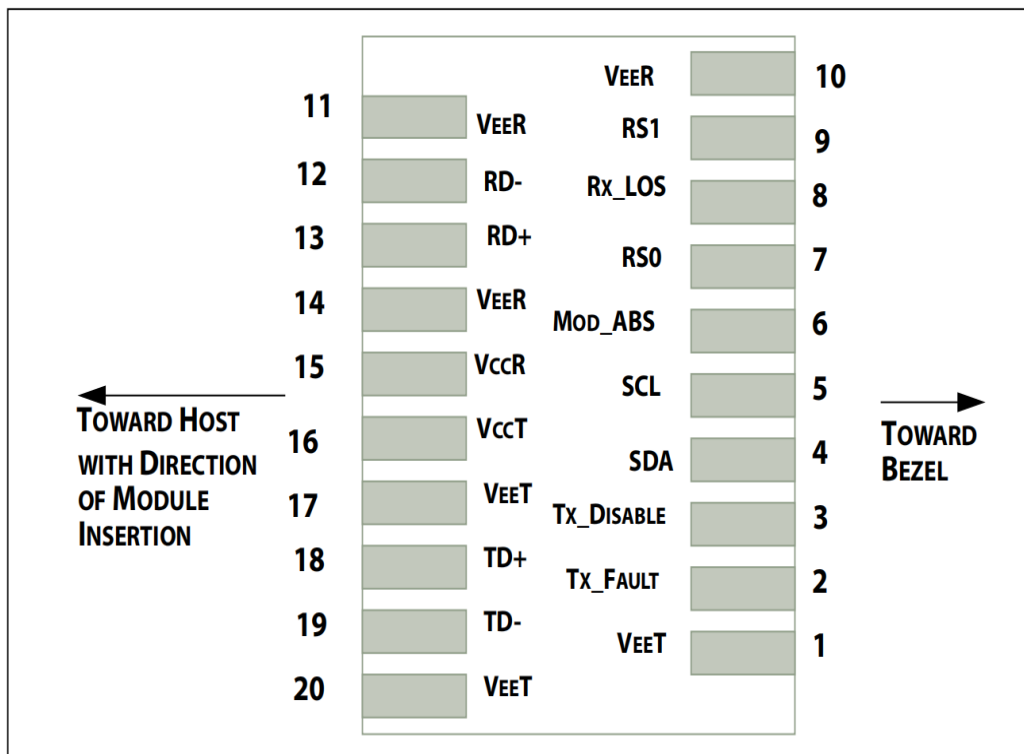 VEER 10
11 VEER
RS1 9
12 RD-
Rx_LOS 8
13 RD+
RS0 7
14 VEER
MOD_ABS 6
15 VCCR
SCL 5
16 VCCT
SDA 4
17 VEET
TX_DISABLE 3
18 TD+
TX_FAULT 2
19 TD-
VEET 1
20 VEET
TOWARD HOST
WITH DIRECTION
OF MODULE
INSERTION
TOWARD
BEZEL